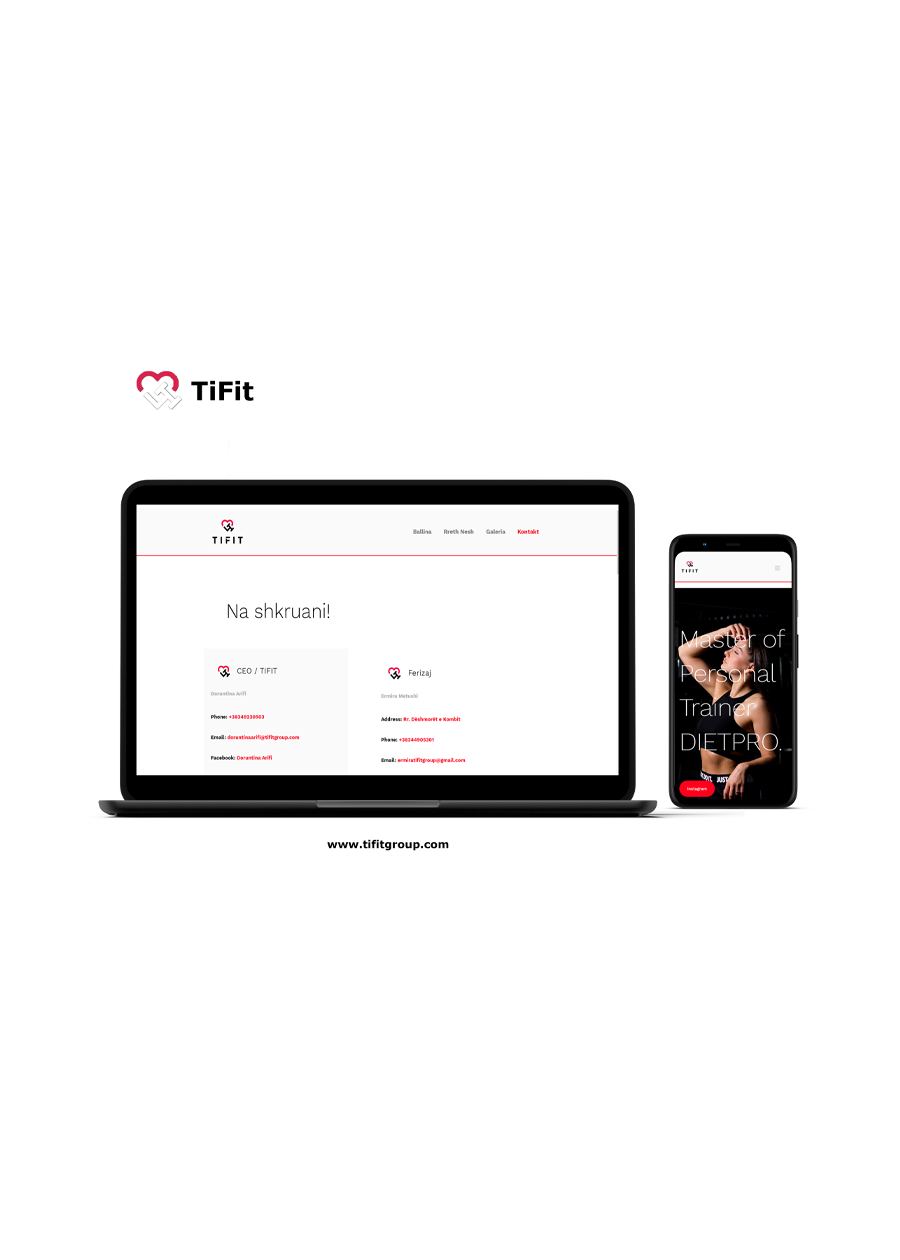 TiFit
TIFIT
Ballina Rreth Nesh Galeria Kontakt
Na shkruani!
CEO / TIFIT
Dorantina Arifi
Phone: +38349230903
Email: dorantinaarifi@tifitgroup.com
Facebook: Dorantina Arifi
Ferizaj
Ermira Metushi
Address: Rr. Dëshmorët e Kombit
Phone: +38344905301
Email: ermiratifitgroup@gmail.com
TIFIT
Master of
Personal
Trainer
DIETPRO.
JUST
Instagram
www.tifitgroup.com